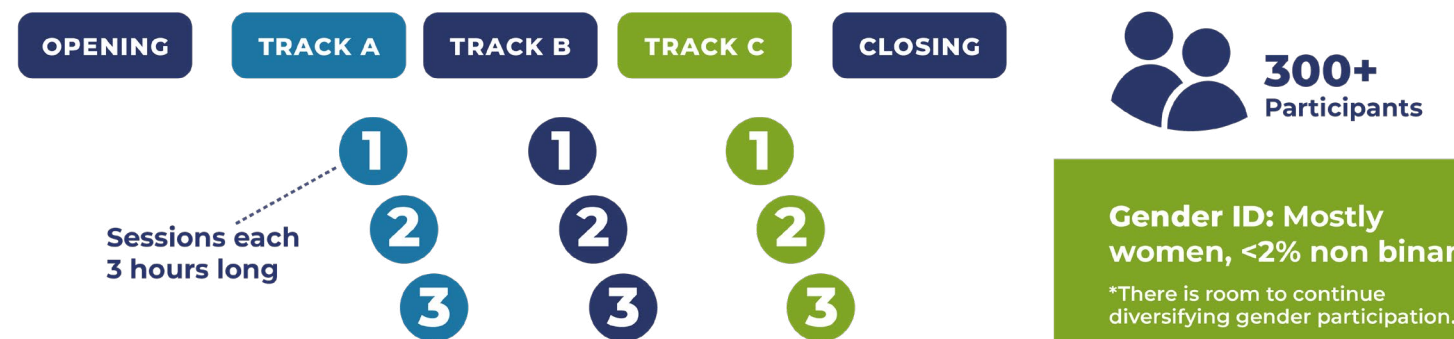 OPENING
TRACK A
TRACK B
TRACK C
CLOSING
1
1
1
2
2
2
3
3
3
Sessions each
3 hours long
300+
Participants
Gender ID: Mostly
women, <2% non
*There is room to continue
diversifying gender participation.